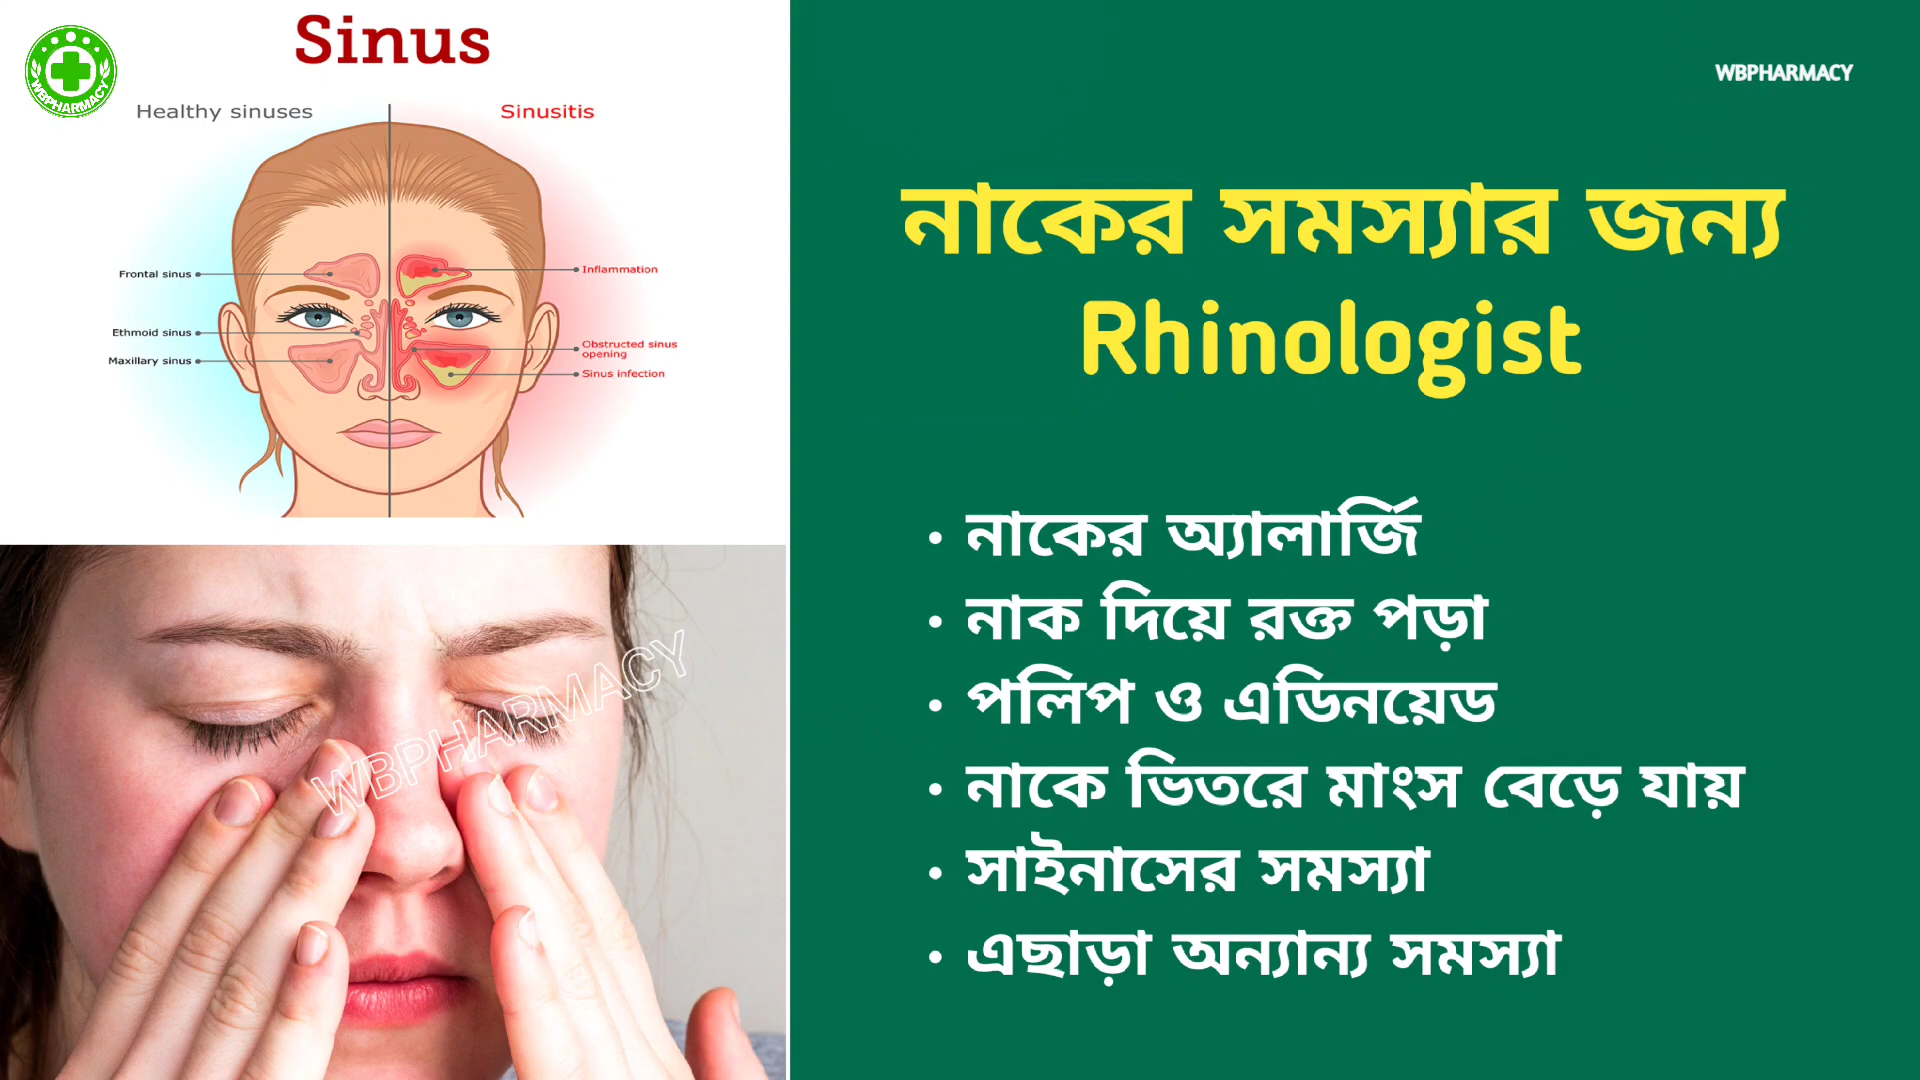 Sinus
WBPHARMACY
Healthy sinuses
Sinusitis
Frontal sinus
Ethmoid sinus
Maxillary sinus
Inflammation
Obstructed sinus
opening
Sinus infection
WBPHARMACY
WBPHARMACY
নাকের সমস্যার জন্য
Rhinologist
• নাকের অ্যালার্জি
• নাক দিয়ে রক্ত পড়া
• পলিপ ও এডিনয়েড
• নাকে ভিতরে মাংস বেড়ে যায়
• সাইনাসের সমস্যা
• এছাড়া অন্যান্য সমস্যা